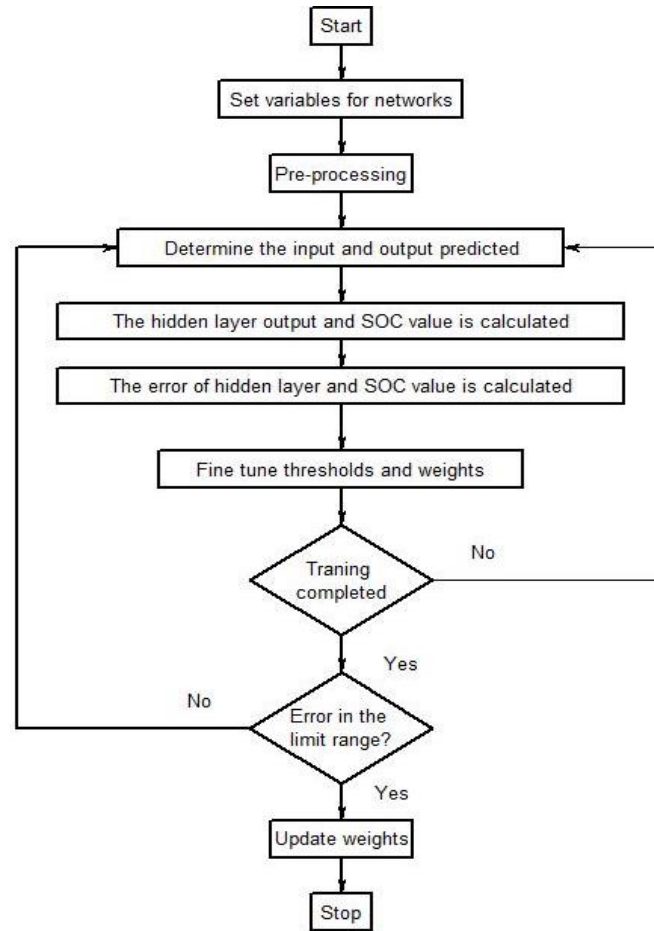 Start
Set variables for networks
Pre-processing
Determine the input and output predicted
The hidden layer output and SOC value is calculated
The error of hidden layer and SOC value is calculated
Fine tune thresholds and weights
Traning
completed
No
Yes
Error in the
limit range?
No
Yes
Update weights
Stop